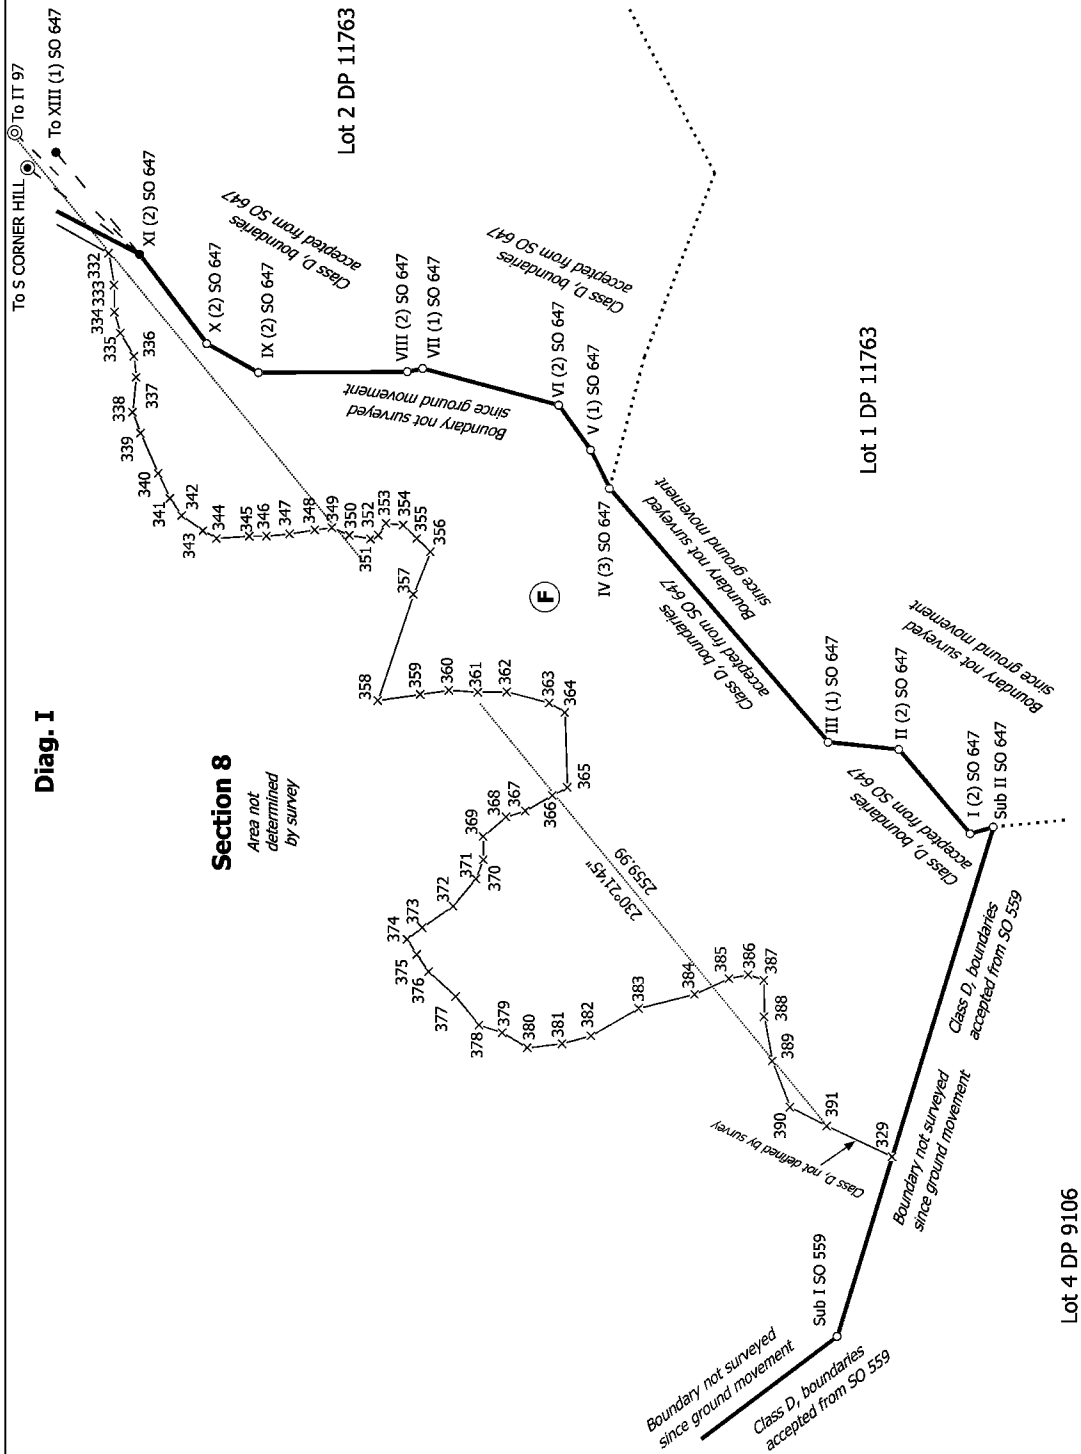 Diag. I
To S CORNER HILL
To IT 97
To XIII (1) SO 647
Lot 2 DP 11763
XI (2) SO 647
X (2) SO 647
IX (2) SO 647
VIII (2) SO 647
VII (1) SO 647
VI (2) SO 647
V (1) SO 647
IV (3) SO 647
III (1) SO 647
II (2) SO 647
I (2) SO 647
Sub II SO 647
Class D, boundaries
accepted from SO 647
Boundary not surveyed
since ground movement
Class D, boundaries
accepted from SO 647
Lot 1 DP 11763
Boundary not surveyed
since ground movement
Class D, boundaries
accepted from SO 647
Boundary not surveyed
since ground movement
Class D, boundaries
accepted from SO 647
Class D, boundaries
accepted from SO 559
Boundary not surveyed
since ground movement
Lot 4 DP 9106
Sub I SO 559
Boundary not surveyed
since ground movement
Class D, boundaries
accepted from SO 559
Class D, not defined by survey
Section 8
Area not
determined
by survey
F
230°21'45"
2559.99
332
333
334
335
336
337
338
339
340
341
342
343
344
345
346
347
348
349
350
351
352
353
354
355
356
357
358
359
360
361
362
363
364
365
366
367
368
369
370
371
372
373
374
375
376
377
378
379
380
381
382
383
384
385
386
387
388
389
390
391
329